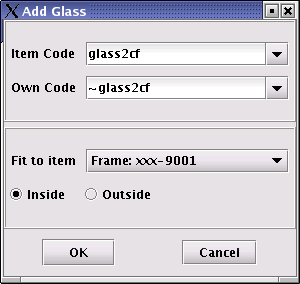 Add Glass
Item Code glass2cf
Own Code ~glass2cf
Fit to item Frame: xxx-9001
Inside Outside
OK Cancel